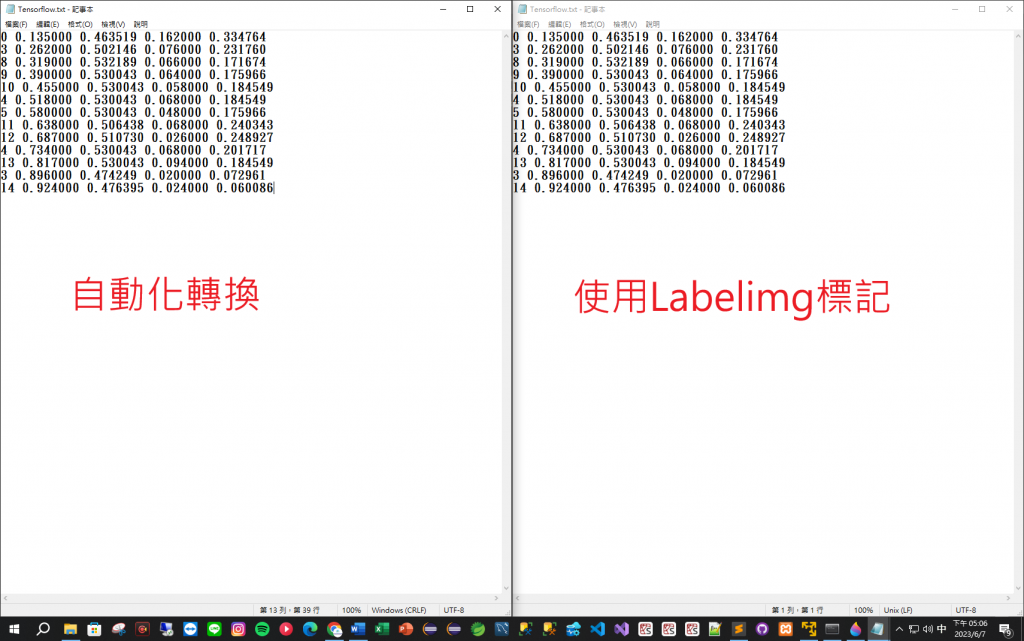 Tensorflow.txt - 記事本
檔案(F) 編輯(E) 格式(O) 檢視(V) 說明
0 0.135000 0.463519 0.162000 0.334764
3 0.262000 0.502146 0.076000 0.231760
8 0.319000 0.532189 0.066000 0.171674
9 0.390000 0.530043 0.064000 0.175966
10 0.455000 0.530043 0.058000 0.184549
4 0.518000 0.530043 0.068000 0.184549
5 0.580000 0.530043 0.048000 0.175966
11 0.638000 0.506438 0.068000 0.240343
12 0.687000 0.510730 0.026000 0.248927
4 0.734000 0.530043 0.068000 0.201717
13 0.817000 0.530043 0.094000 0.184549
3 0.896000 0.474249 0.020000 0.072961
14 0.924000 0.476395 0.024000 0.060086
自動化轉換
第 13 列，第 39 行 100% Windows (CRLF) UTF-8
Tensorflow.txt - 記事本
檔案(F) 編輯(E) 格式(O) 檢視(V) 說明
0 0.135000 0.463519 0.162000 0.334764
3 0.262000 0.502146 0.076000 0.231760
8 0.319000 0.532189 0.066000 0.171674
9 0.390000 0.530043 0.064000 0.175966
10 0.455000 0.530043 0.058000 0.184549
4 0.518000 0.530043 0.068000 0.184549
5 0.580000 0.530043 0.048000 0.175966
11 0.638000 0.506438 0.068000 0.240343
12 0.687000 0.510730 0.026000 0.248927
4 0.734000 0.530043 0.068000 0.201717
13 0.817000 0.530043 0.094000 0.184549
3 0.896000 0.474249 0.020000 0.072961
14 0.924000 0.476395 0.024000 0.060086
使用Labelimg標記
第 1 列，第 1 行 100% Unix (LF) UTF-8
中
下午 05:06
2023/6/7